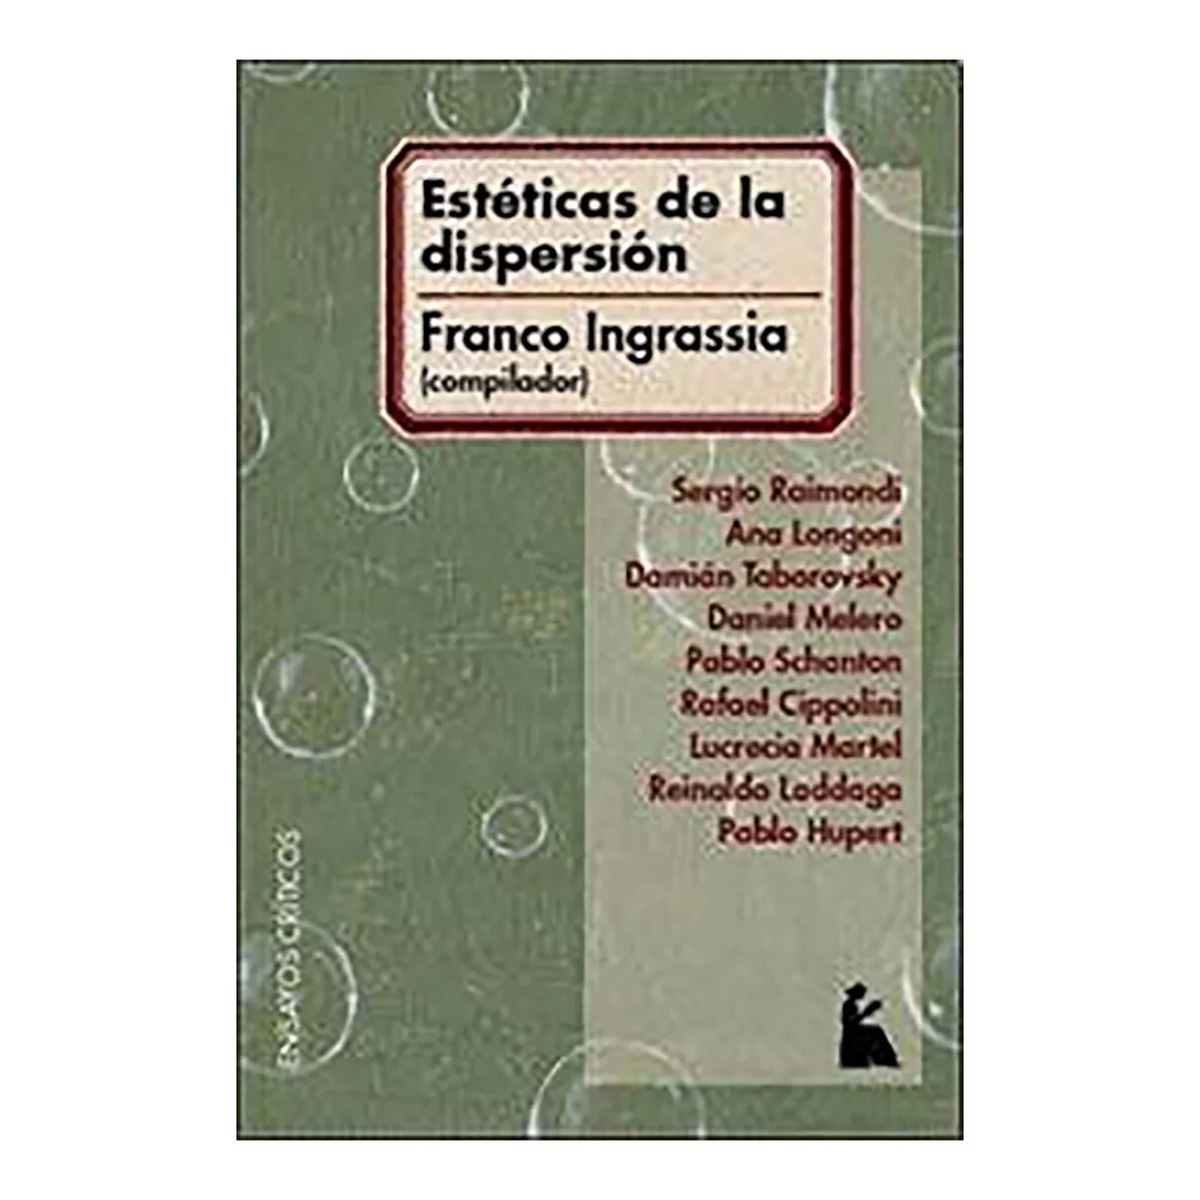 Estéticas de la
dispersión
Franco Ingrassia
(compilador)
Sergio Raimondi
Ana Longoni
Damián Tabarovsky
Daniel Melero
Pablo Schanton
Rafael Cippolini
Lucrecia Martel
Reinaldo Laddaga
Pablo Hupert
ENSAYOS CRÍTICOS